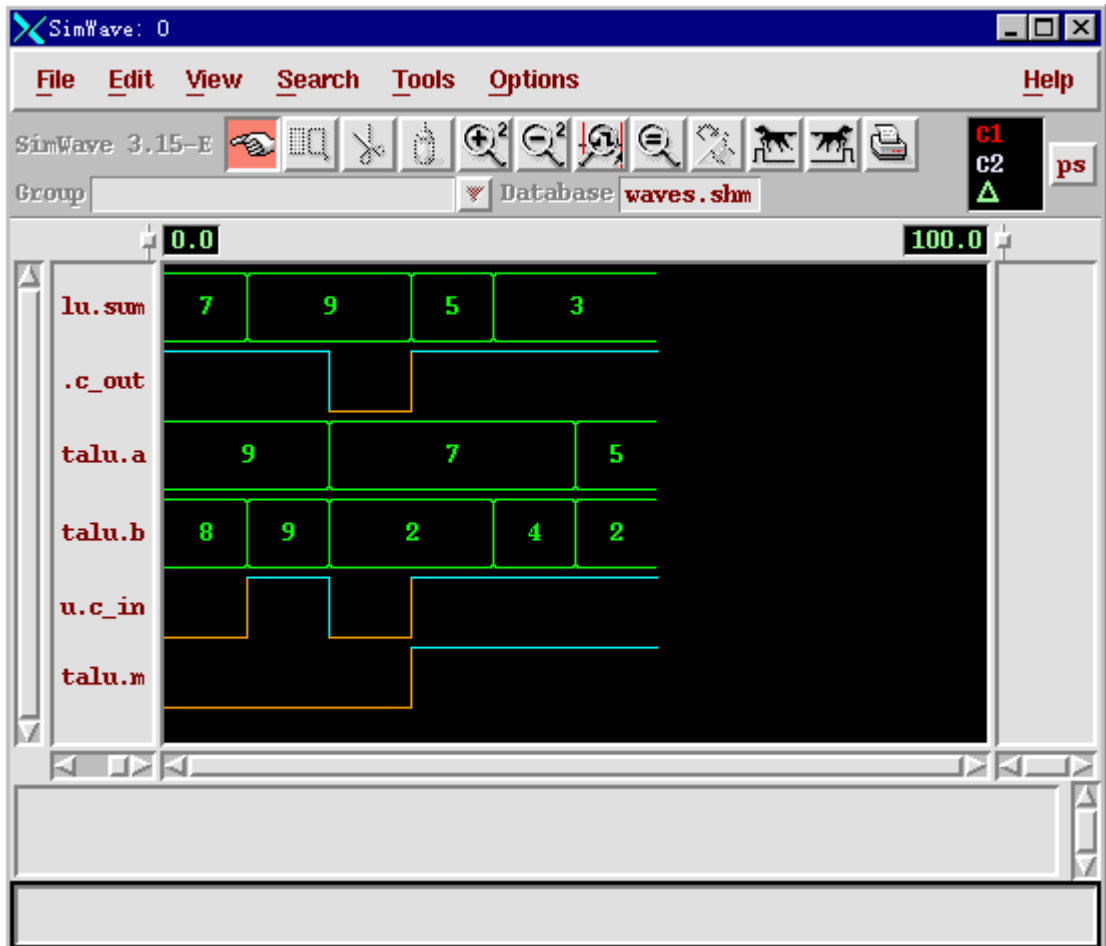 SimWave: 0
File Edit View Search Tools Options Help
SimWave 3.15-E 2 2 C1
C2
Δ ps
Group Database waves.shm
0.0 100.0
lu.sum 7 9 5 3
.c_out
talu.a 9 7 5
talu.b 8 9 2 4 2
u.c_in
talu.m